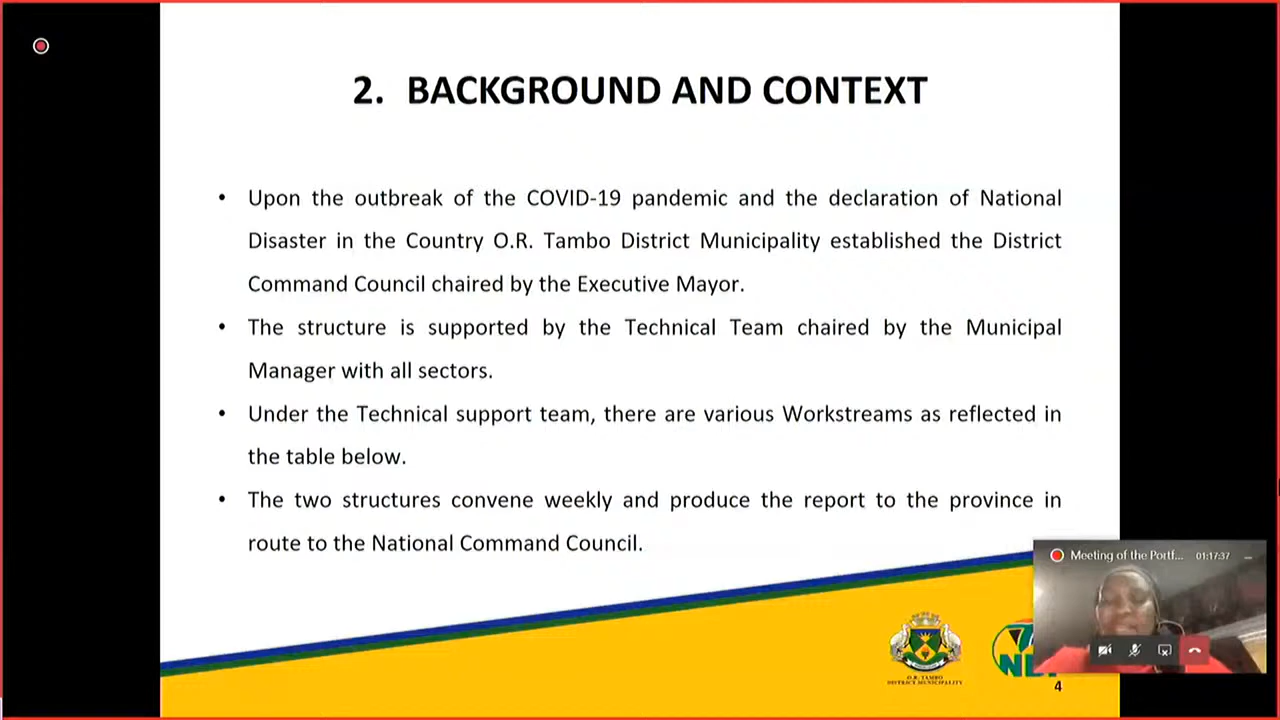 2. BACKGROUND AND CONTEXT
• Upon the outbreak of the COVID-19 pandemic and the declaration of National
Disaster in the Country O.R. Tambo District Municipality established the District
Command Council chaired by the Executive Mayor.
• The structure is supported by the Technical Team chaired by the Municipal
Manager with all sectors.
• Under the Technical support team, there are various Workstreams as reflected in
the table below.
• The two structures convene weekly and produce the report to the province in
route to the National Command Council.
Meeting of the Portf... 01:17:37
O.R. TAMBO
DISTRICT MUNICIPALITY
4